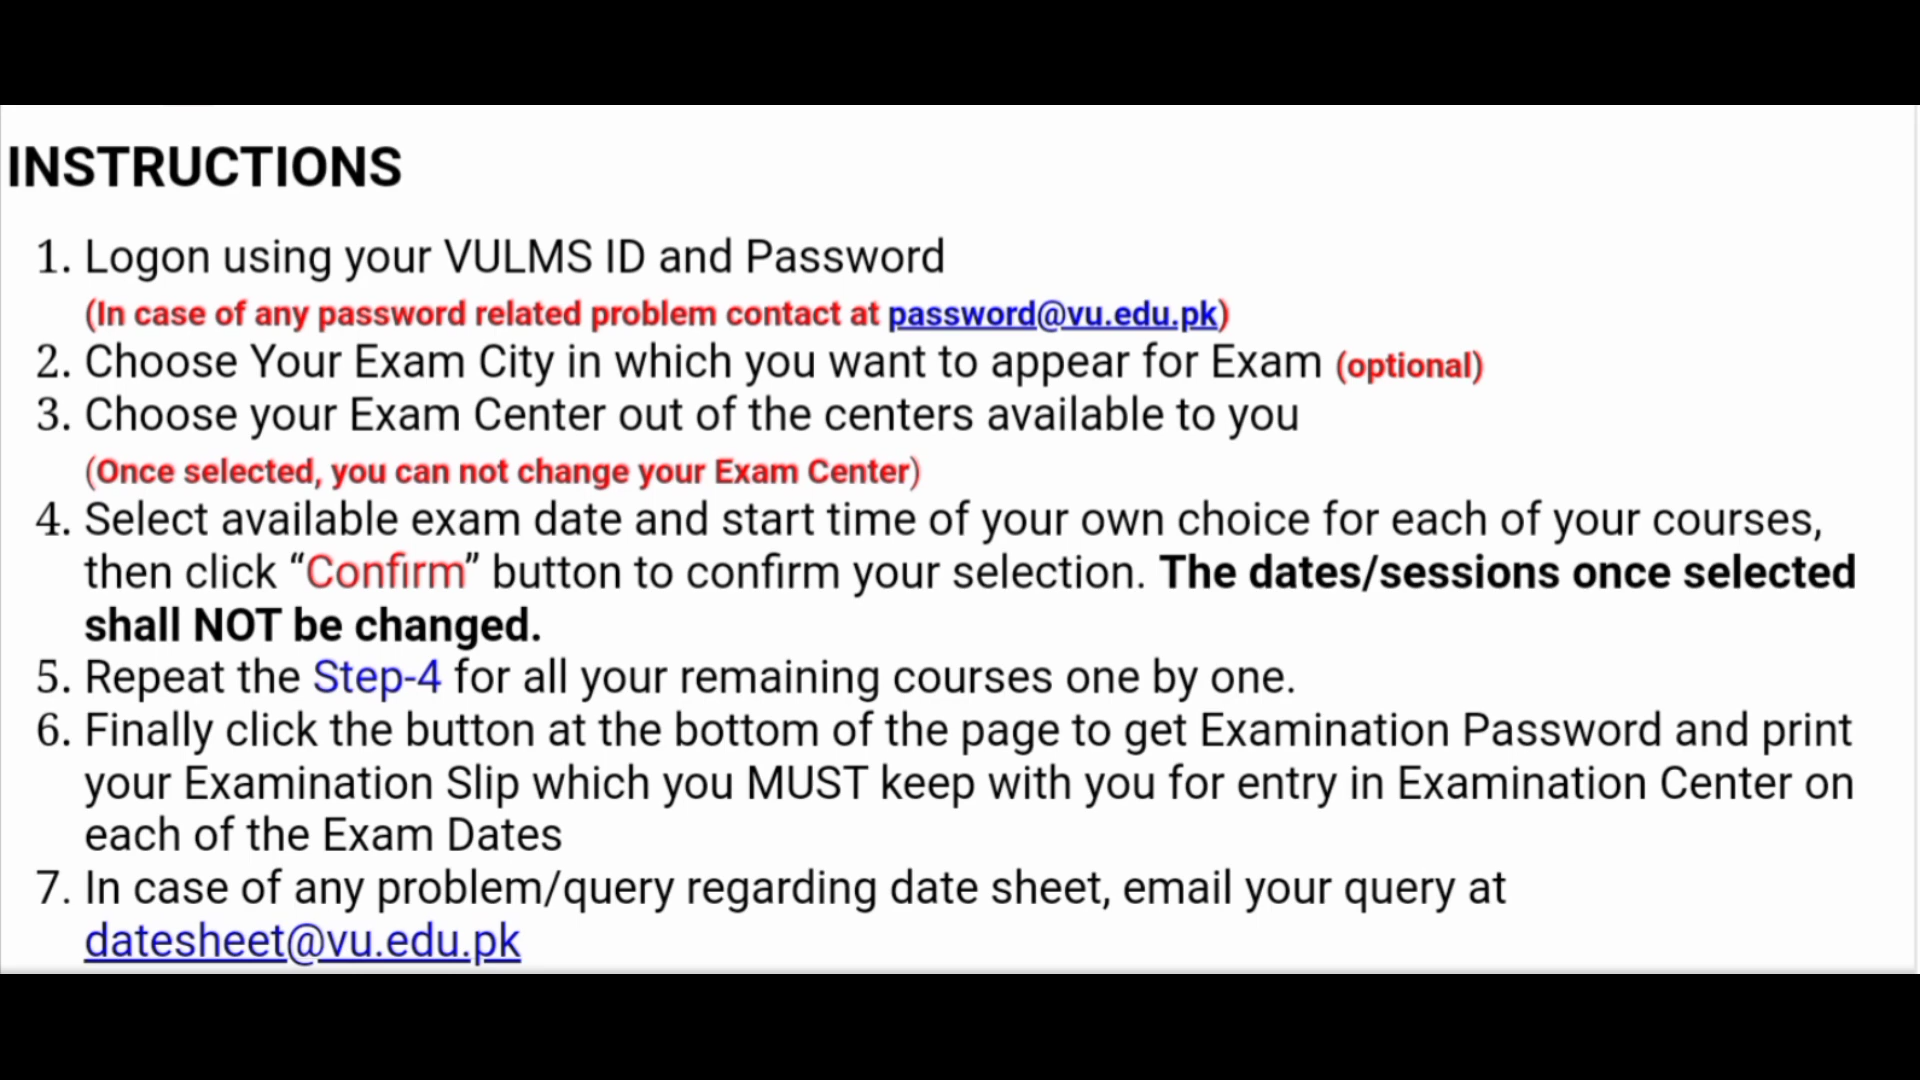 INSTRUCTIONS
1. Logon using your VULMS ID and Password
(In case of any password related problem contact at password@vu.edu.pk)
2. Choose Your Exam City in which you want to appear for Exam (optional)
3. Choose your Exam Center out of the centers available to you
(Once selected, you can not change your Exam Center)
4. Select available exam date and start time of your own choice for each of your courses,
then click “Confirm” button to confirm your selection. The dates/sessions once selected
shall NOT be changed.
5. Repeat the Step-4 for all your remaining courses one by one.
6. Finally click the button at the bottom of the page to get Examination Password and print
your Examination Slip which you MUST keep with you for entry in Examination Center on
each of the Exam Dates
7. In case of any problem/query regarding date sheet, email your query at
datesheet@vu.edu.pk